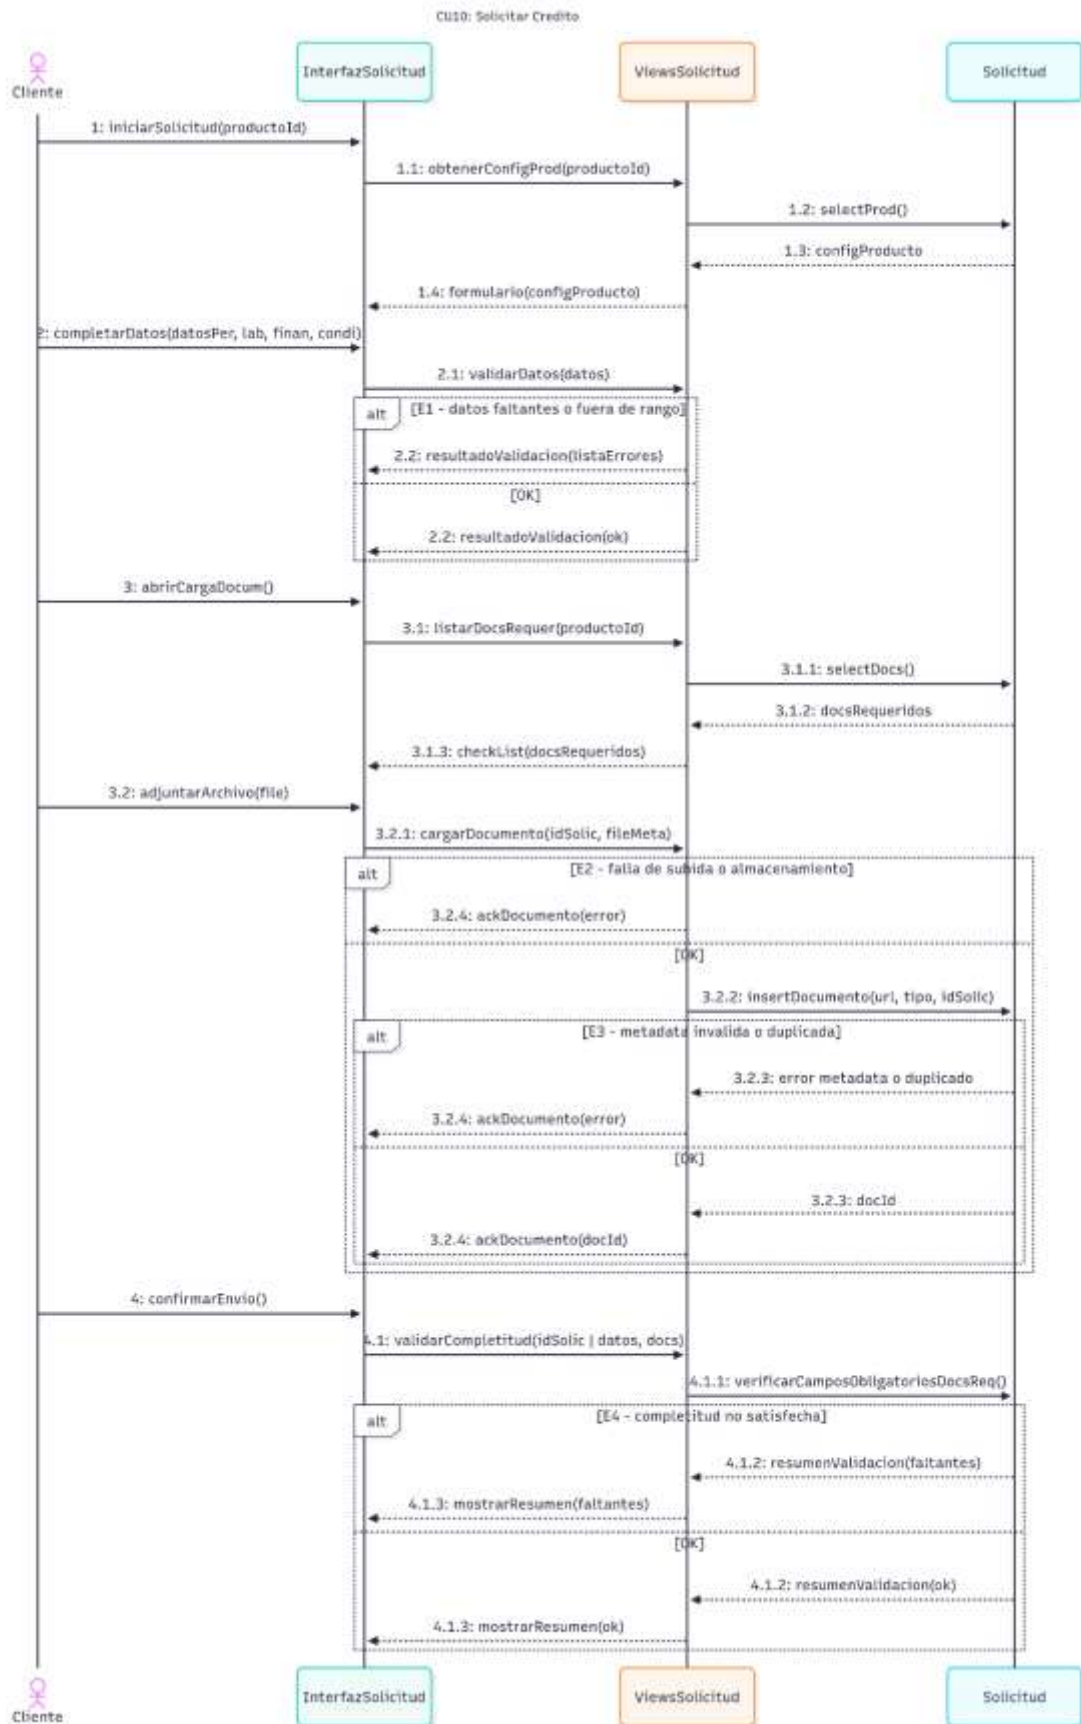 CU10: Solicitar Credito
Cliente
InterfazSolicitud
ViewsSolicitud
Solicitud
1: iniciarSolicitud(productoId)
1.1: obtenerConfigProd(productoId)
1.2: selectProd()
1.3: configProducto
1.4: formulario(configProducto)
2: completarDatos(datosPer, lab, finan, condi)
2.1: validarDatos(datos)
alt
[E1 - datos faltantes o fuera de rango]
2.2: resultadoValidacion(listaErrores)
[OK]
2.2: resultadoValidacion(ok)
3: abrirCargaDocum()
3.1: listarDocsRequer(productoId)
3.1.1: selectDocs()
3.1.2: docsRequeridos
3.1.3: checkList(docsRequeridos)
3.2: adjuntarArchivo(file)
3.2.1: cargarDocumento(idSolic, fileMeta)
alt
[E2 - falla de subida o almacenamiento]
3.2.4: ackDocumento(error)
[OK]
3.2.2: insertDocumento(url, tipo, idSolic)
alt
[E3 - metadata invalida o duplicada]
3.2.3: error metadata o duplicado
3.2.4: ackDocumento(error)
[OK]
3.2.3: docId
3.2.4: ackDocumento(docId)
4: confirmarEnvio()
4.1: validarCompletitud(idSolic | datos, docs)
4.1.1: verificarCamposObligatoriosDocsReq()
alt
[E4 - completitud no satisfecha]
4.1.2: resumenValidacion(faltantes)
4.1.3: mostrarResumen(faltantes)
[OK]
4.1.2: resumenValidacion(ok)
4.1.3: mostrarResumen(ok)
Cliente
InterfazSolicitud
ViewsSolicitud
Solicitud